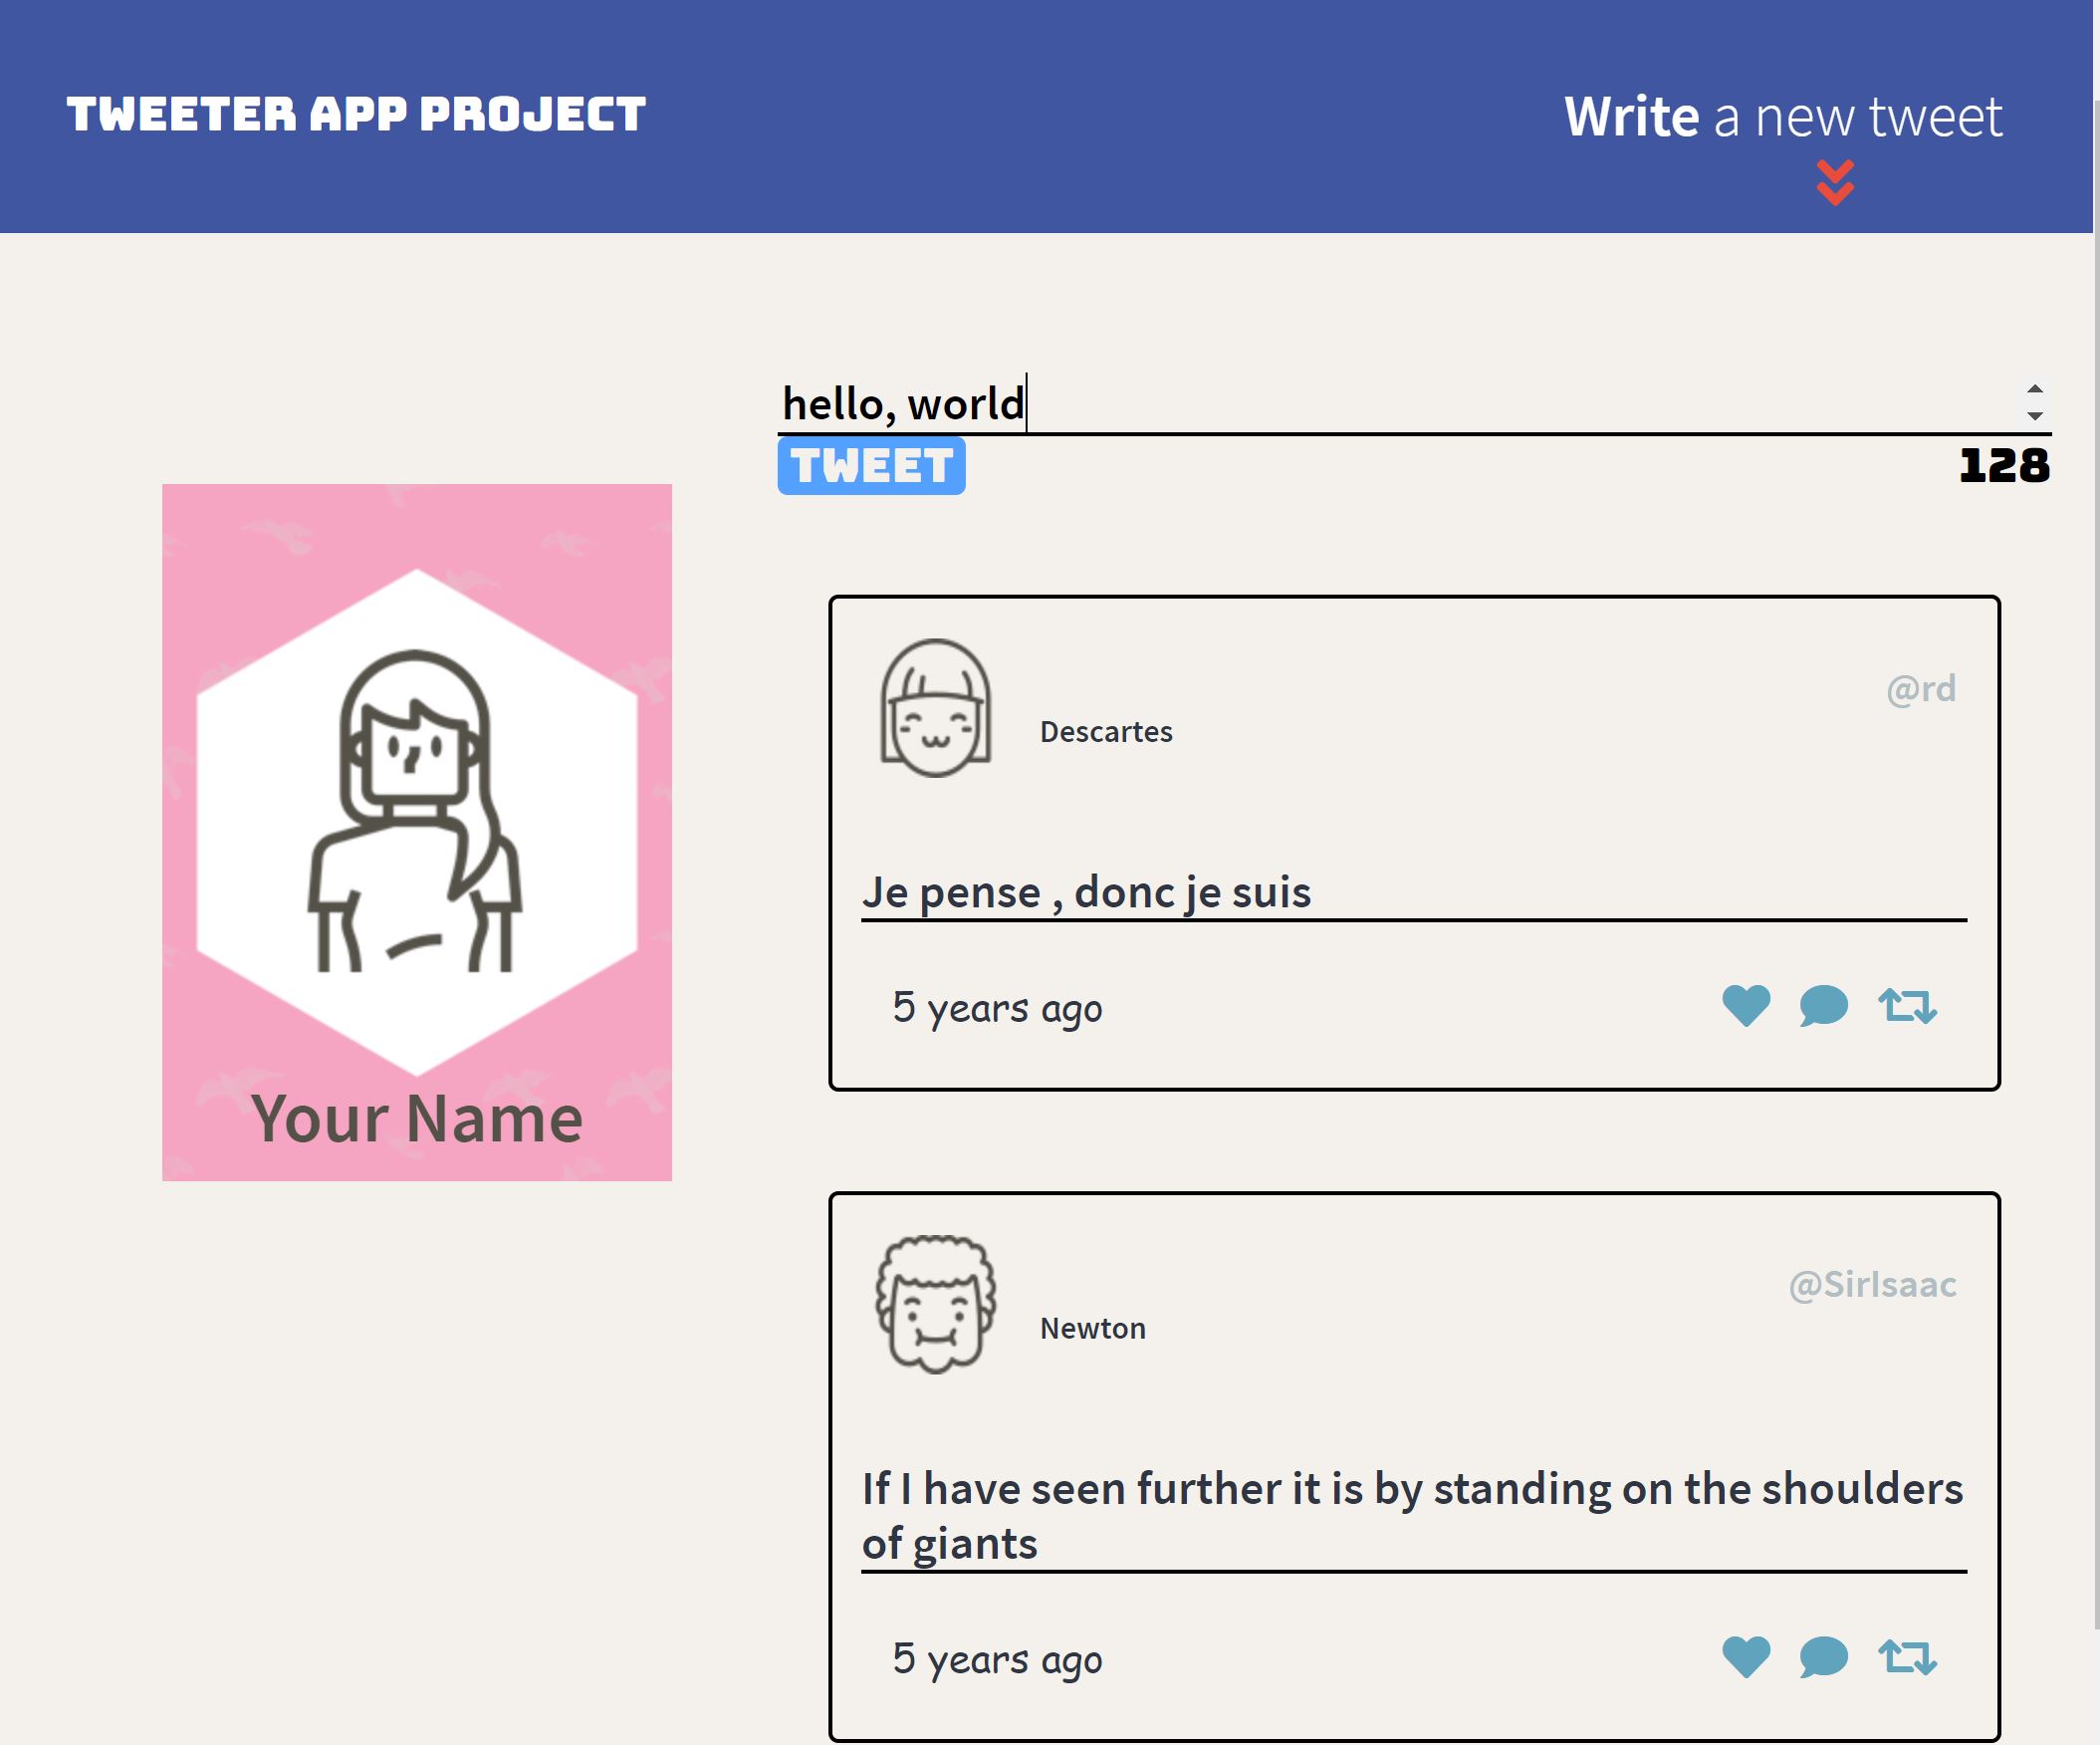 TWEETER APP PROJECT
Write a new tweet
hello, world
TWEET
128
Your Name
@rd
Descartes
Je pense , donc je suis
5 years ago
@SirIsaac
Newton
If I have seen further it is by standing on the shoulders
of giants
5 years ago